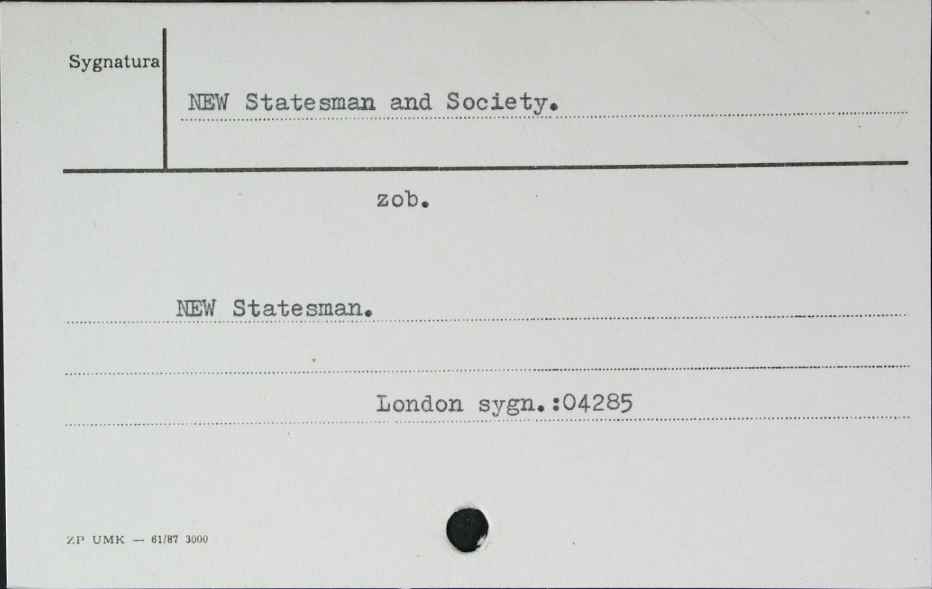 Sygnatura
NEW Statesman and Society.
zob.
NEW Statesman.
London sygn.:04285
ZP UMK — 61/87 3000